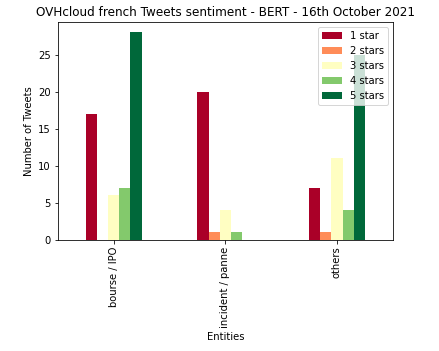 OVHcloud french Tweets sentiment - BERT - 16th October 2021
1 star
2 stars
3 stars
4 stars
5 stars
25
20
15
10
5
0
Number of Tweets
bourse / IPO
incident / panne
others
Entities